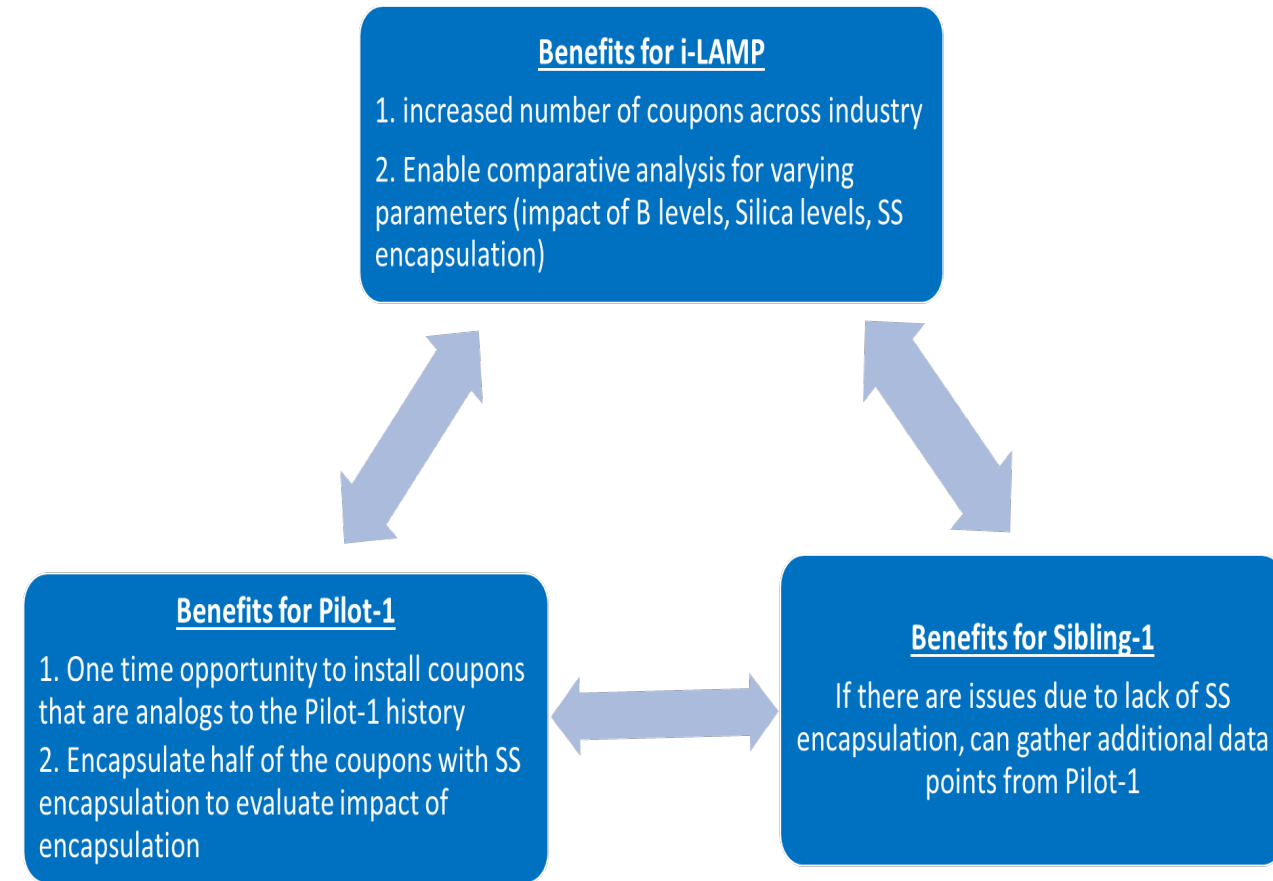 Benefits for i-LAMP
1. increased number of coupons across industry
2. Enable comparative analysis for varying
parameters (impact of B levels, Silica levels, SS
encapsulation)
Benefits for Pilot-1
1. One time opportunity to install coupons
that are analogs to the Pilot-1 history
2. Encapsulate half of the coupons with SS
encapsulation to evaluate impact of
encapsulation
Benefits for Sibling-1
If there are issues due to lack of SS
encapsulation, can gather additional data
points from Pilot-1